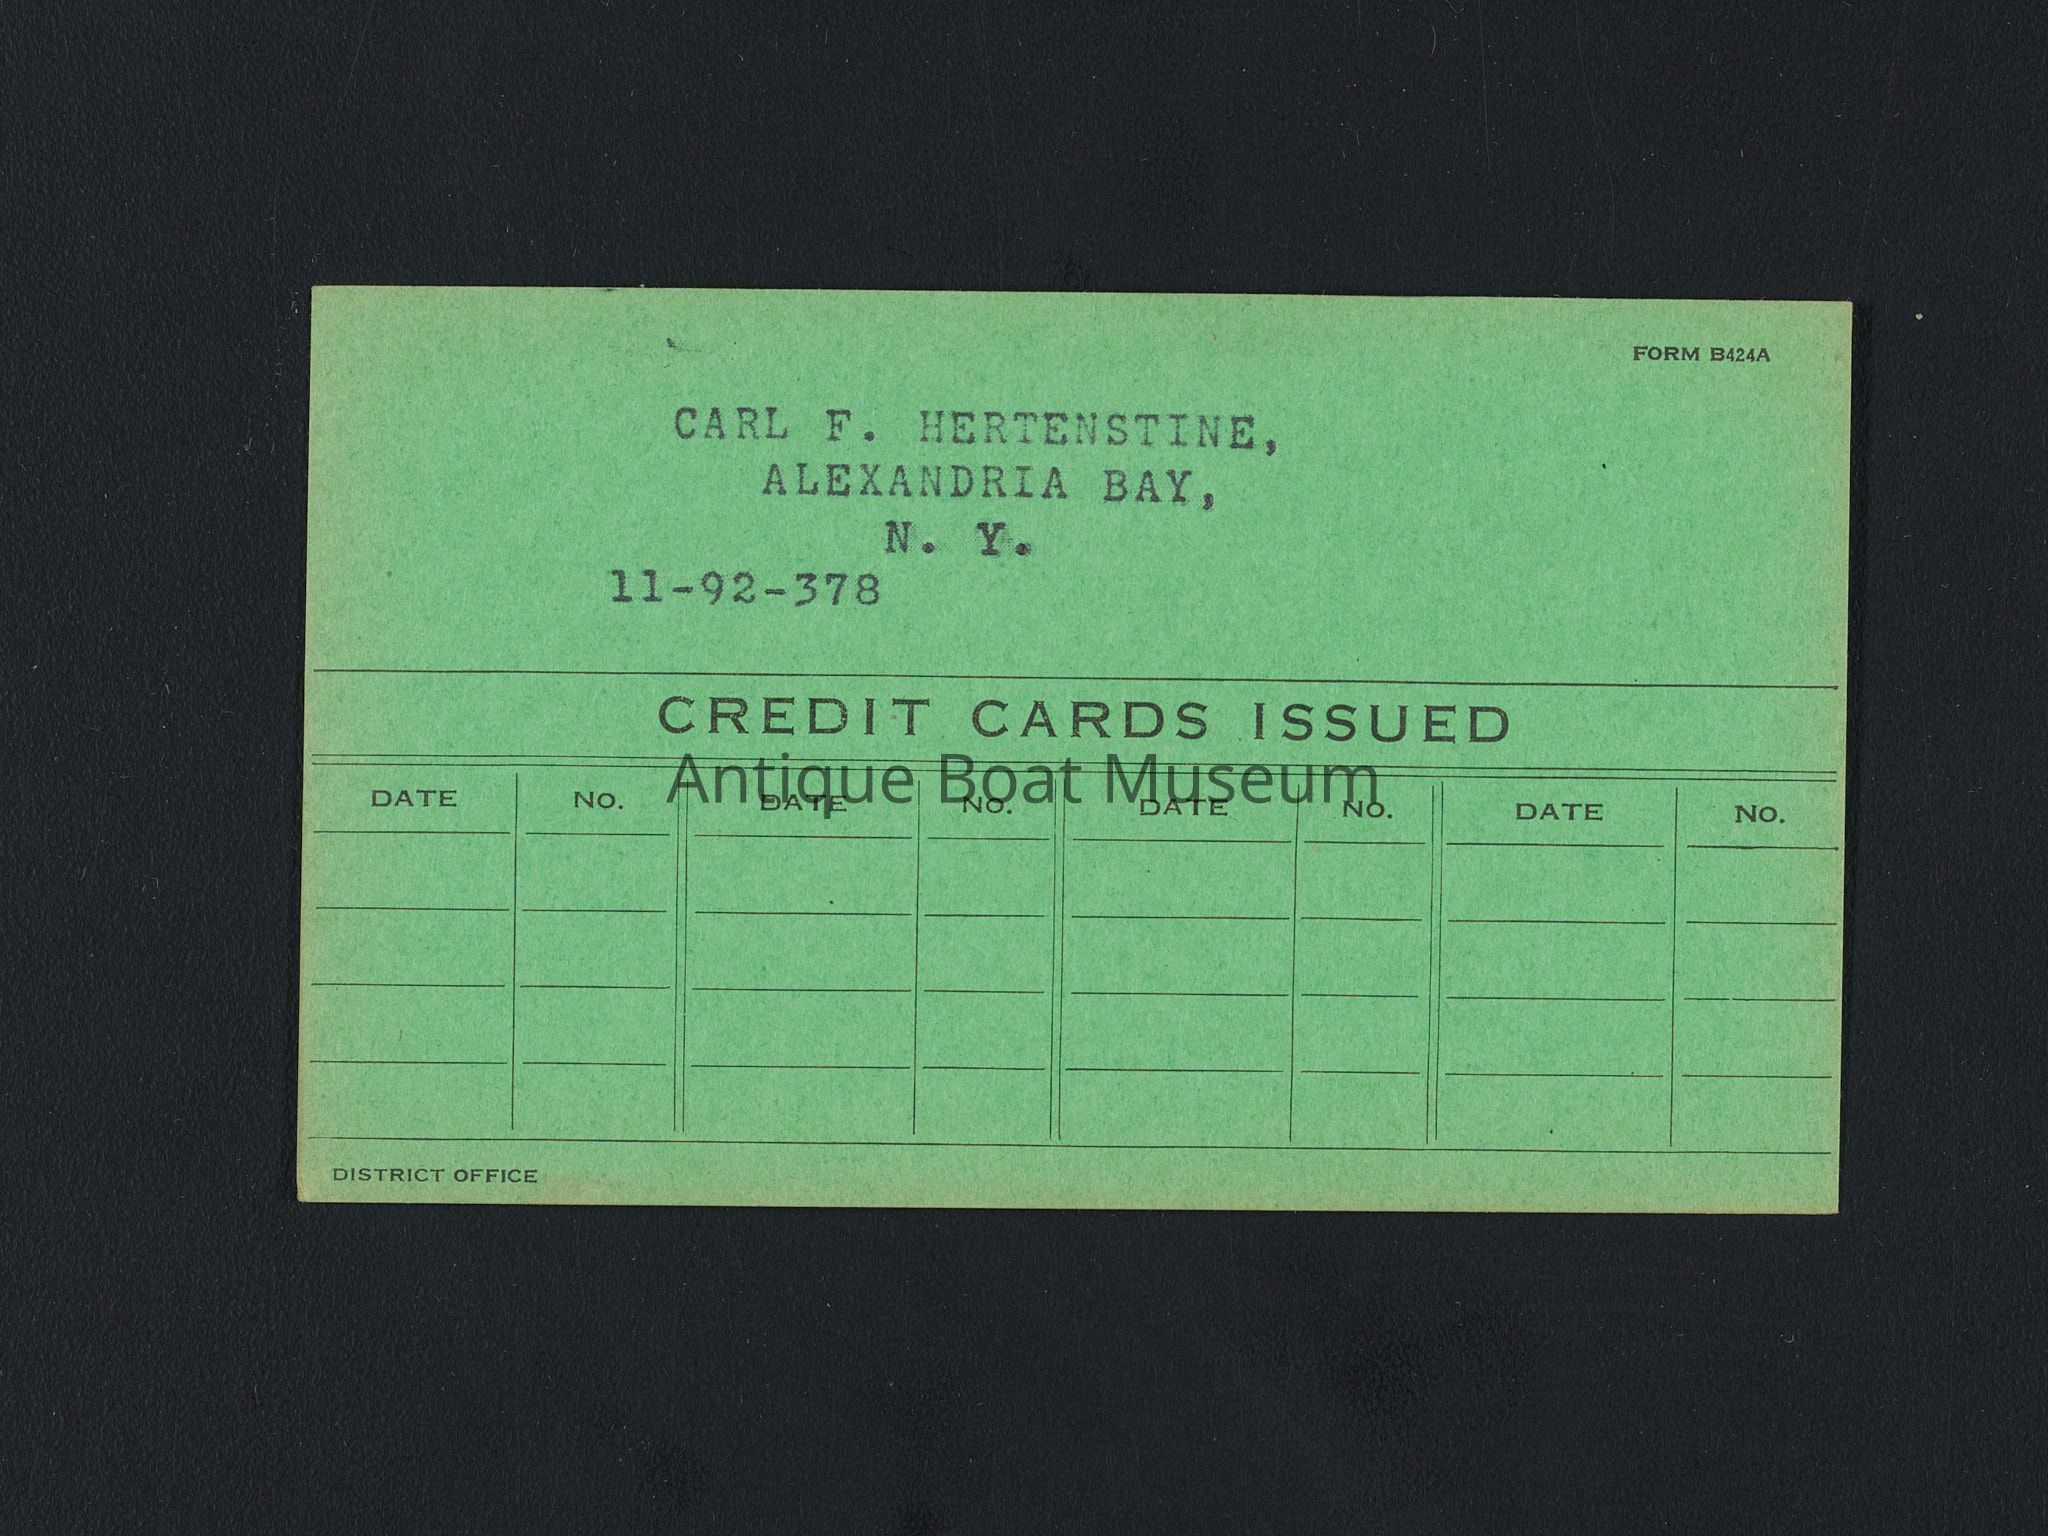 FORM B424A
CARL F. HERTENSTINE,
ALEXANDRIA BAY,
N. Y.
11-92-378
CREDIT CARDS ISSUED
Antique Boat Museum
DATE No. DATE No. DATE No. DATE No.
DISTRICT OFFICE